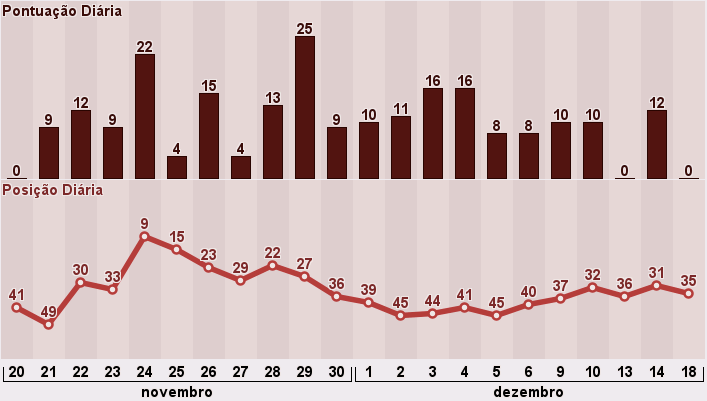 Pontuação Diária
0 9 12 9 22 4 15 4 13 25 9 10 11 16 16 8 8 10 10 0 12 0
Posição Diária
41 49 30 33 9 15 23 29 22 27 36 39 45 44 41 45 40 37 32 36 31 35
20 21 22 23 24 25 26 27 28 29 30 1 2 3 4 5 6 9 10 13 14 18
novembro dezembro